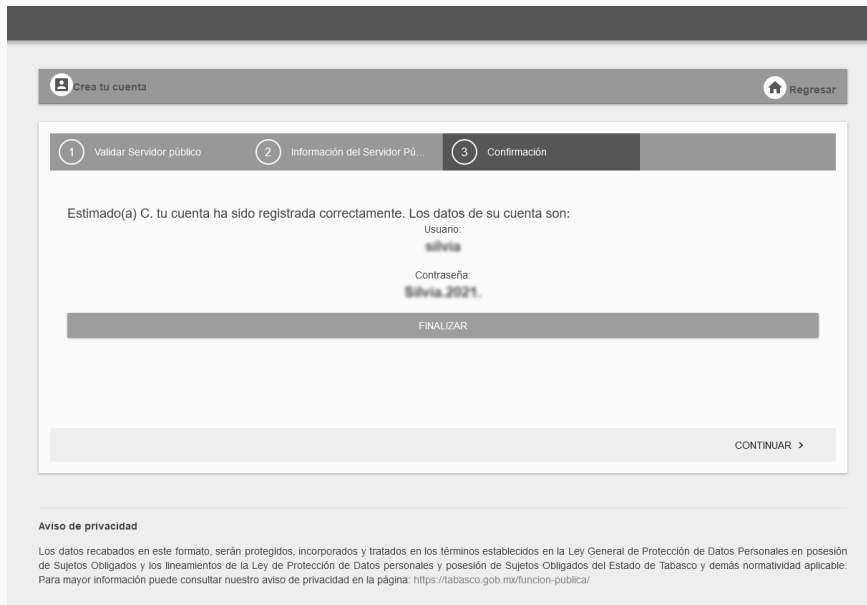 Crea tu cuenta
Regresar
1 Validar Servidor público
2 Información del Servidor Pú...
3 Confirmación
Estimado(a) C. tu cuenta ha sido registrada correctamente. Los datos de su cuenta son:
Usuario:
Contraseña:
FINALIZAR
CONTINUAR >
Aviso de privacidad
Los datos recabados en este formato, serán protegidos, incorporados y tratados en los términos establecidos en la Ley General de Protección de Datos Personales en posesión
de Sujetos Obligados y los lineamientos de la Ley de Protección de Datos personales y posesión de Sujetos Obligados del Estado de Tabasco y demás normatividad aplicable.
Para mayor información puede consultar nuestro aviso de privacidad en la página: https://tabasco.gob.mx/funcion-publica/